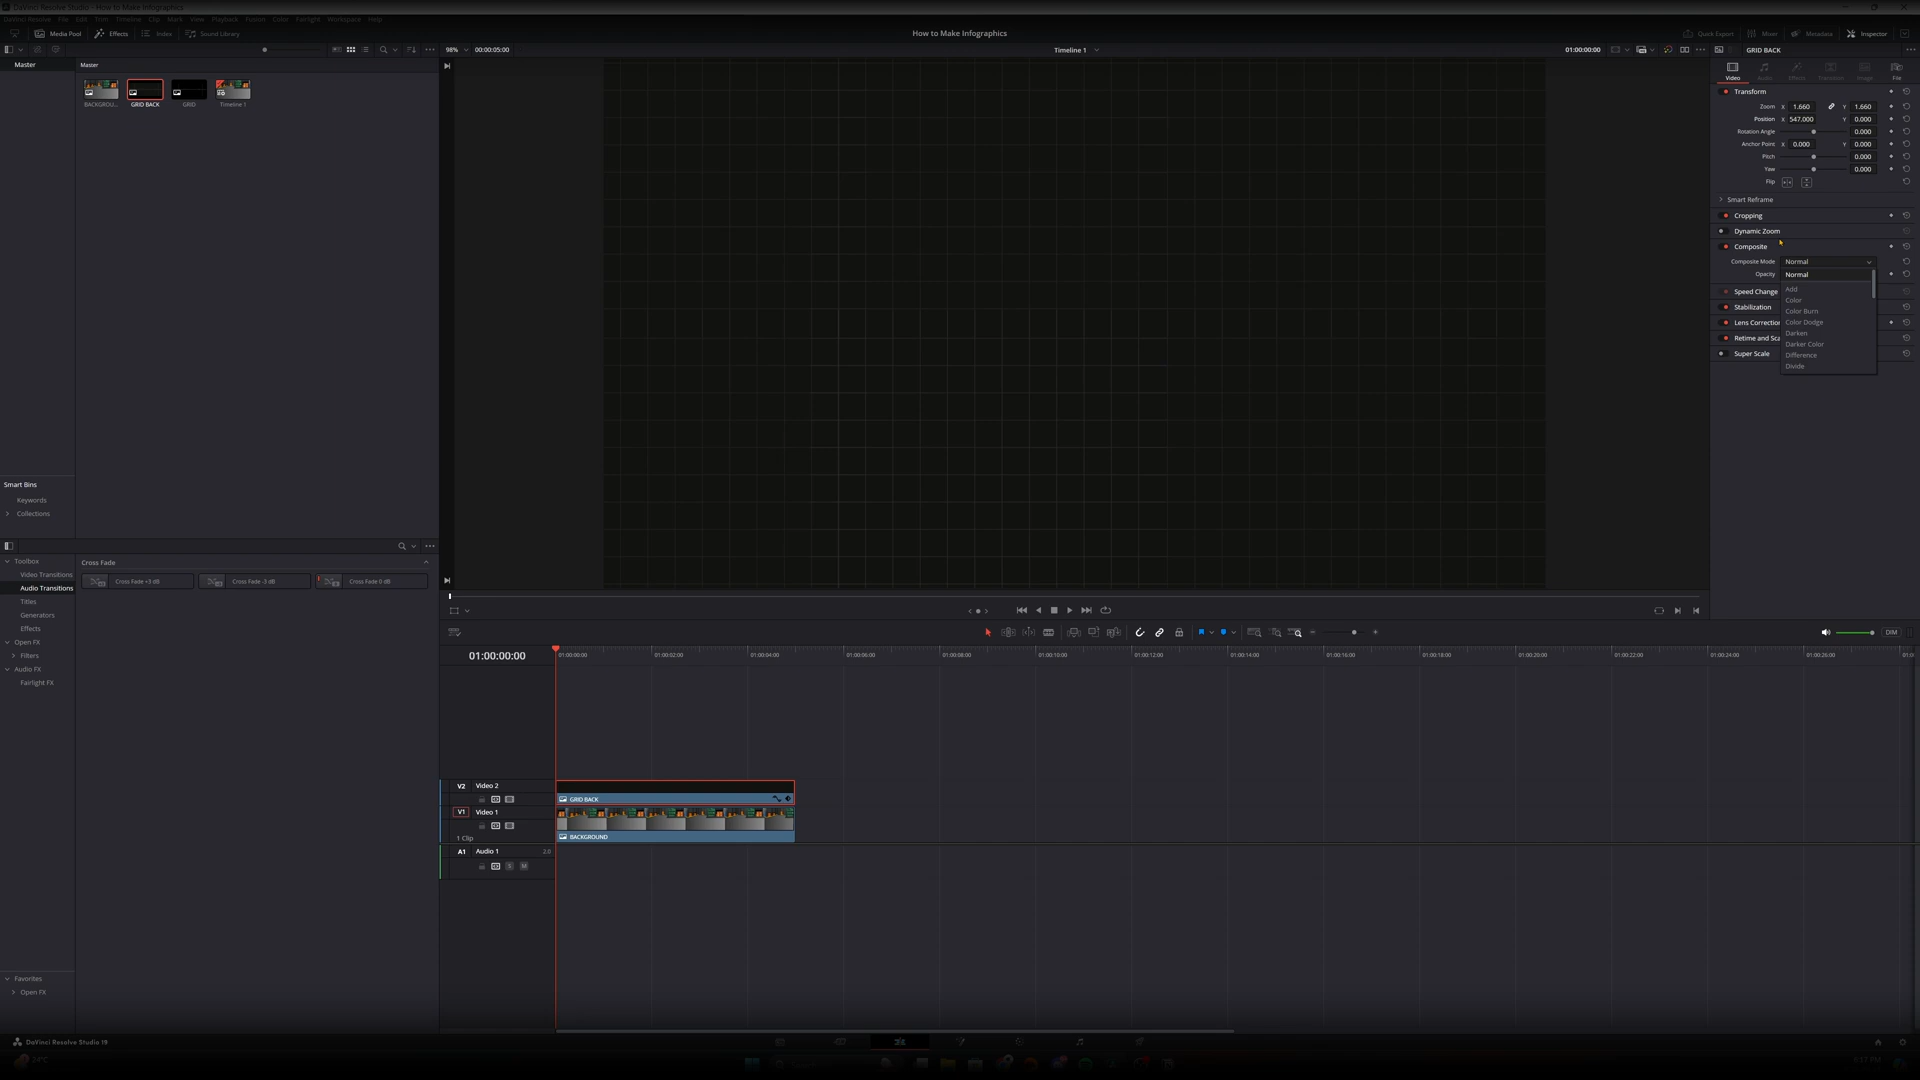 DaVinci Resolve Studio - How to Make Infographics
DaVinci Resolve File Edit Trim Timeline Clip Mark View Playback Fusion Color Fairlight Workspace Help
Media Pool Effects Index Sound Library
How to Make Infographics
Quick Export Mixer Metadata Inspector
98% 00:00:05:00 Timeline 1 01:00:00:00 GRID BACK
Master Master
BACKGROU... GRID BACK GRID Timeline 1
Video Audio Effects Transition Image File
Transform
Zoom X 1.660 Y 1.660
Position X 547.000 Y 0.000
Rotation Angle 0.000
Anchor Point X 0.000 Y 0.000
Pitch 0.000
Yaw 0.000
Flip
Smart Reframe
Cropping
Dynamic Zoom
Composite
Composite Mode Normal
Opacity Normal
Add
Speed Change
Color
Stabilization
Color Burn
Lens Correction
Color Dodge
Darken
Retime and Sca
Darker Color
Super Scale
Difference
Divide
Smart Bins
Keywords
Collections
Toolbox
Video Transitions
Audio Transitions
Titles
Generators
Effects
Open FX
Filters
Audio FX
Fairlight FX
Cross Fade
Cross Fade +3 dB Cross Fade -3 dB Cross Fade 0 dB
DIM
01:00:00:00 01:00:00:00 01:00:02:00 01:00:04:00 01:00:06:00 01:00:08:00 01:00:10:00 01:00:12:00 01:00:14:00 01:00:16:00 01:00:18:00 01:00:20:00 01:00:22:00 01:00:24:00 01:00:26:00
V2 Video 2
GRID BACK
V1 Video 1
1 Clip BACKGROUND
A1 Audio 1 2.0
S M
Favorites
Open FX
DaVinci Resolve Studio 19
24°C